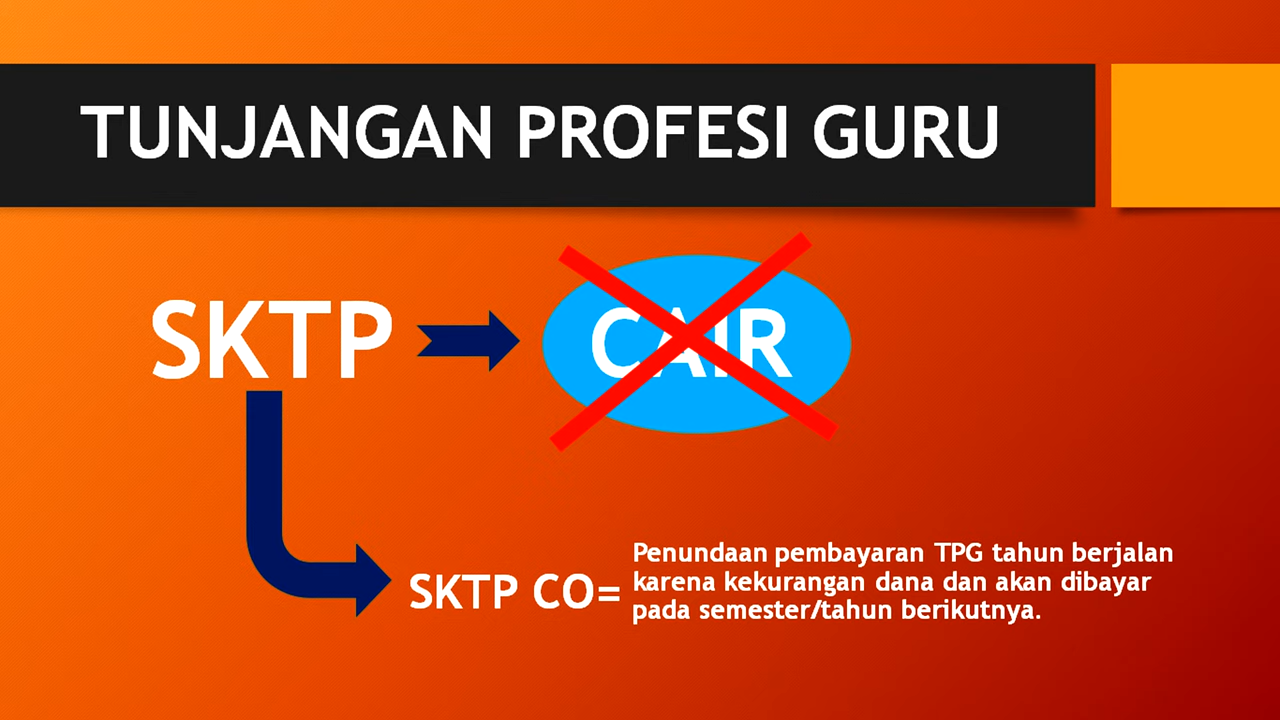 TUNJANGAN PROFESI GURU
SKTP
CAIR
SKTP CO=
Penundaan pembayaran TPG tahun berjalan
karena kekurangan dana dan akan dibayar
pada semester/tahun berikutnya.